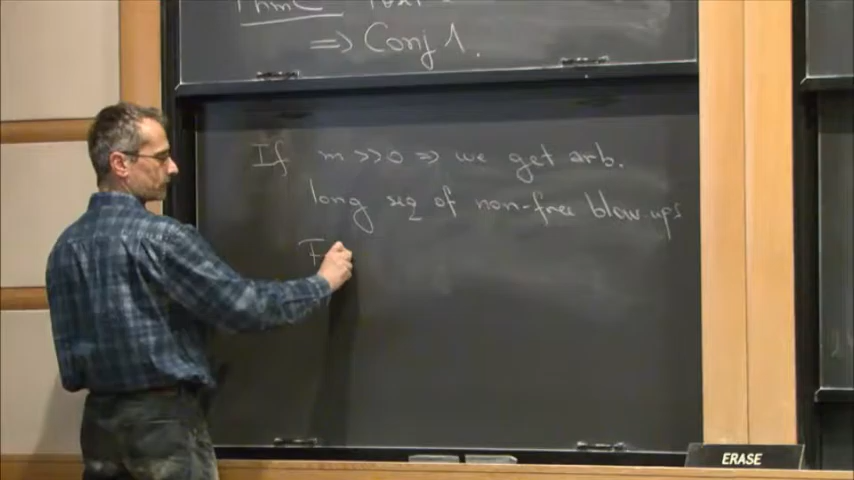 ⟹ Conj 1.
If m >> 0 ⟹ we get arb.
long seq of non-free blow-ups
F
ERASE